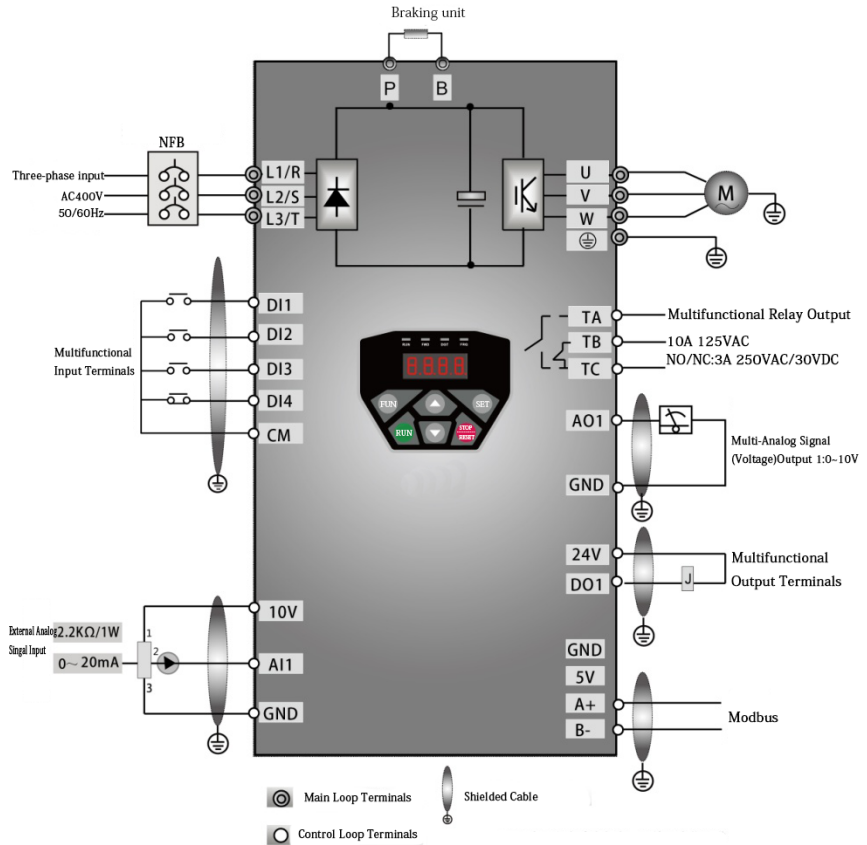 Braking unit
P
B
NFB
Three-phase input
AC400V
50/60Hz
L1/R
L2/S
L3/T
U
V
W
M
DI1
DI2
DI3
DI4
CM
Multifunctional
Input Terminals
RUN FWD
FUN
SET
RUN
STOP
RESET
TA
TB
TC
Multifunctional Relay Output
10A 125VAC
NO/NC:3A 250VAC/30VDC
AO1
GND
Multi-Analog Signal
(Voltage)Output 1:0~10V
24V
DO1
J
Multifunctional
Output Terminals
10V
AI1
GND
External Analog
Singal Input
2.2KΩ/1W
0~20mA
1
2
3
GND
5V
A+
B-
Modbus
Main Loop Terminals
Shielded Cable
Control Loop Terminals